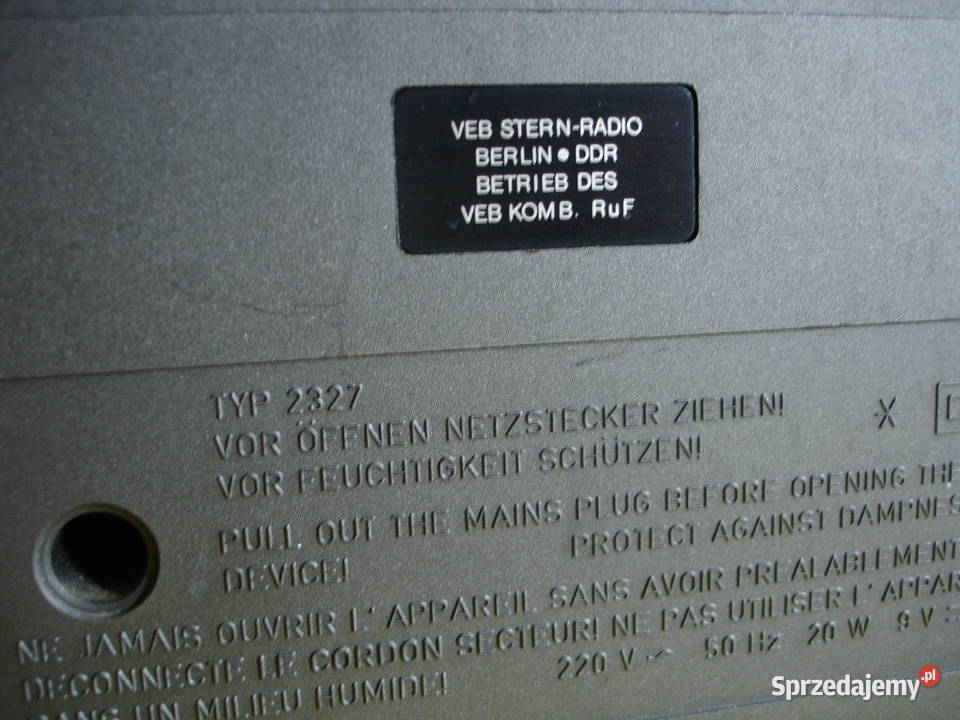 VEB STERN-RADIO
BERLIN • DDR
BETRIEB DES
VEB KOMB. RuF
TYP 2327
VOR ÖFFNEN NETZSTECKER ZIEHEN!
VOR FEUCHTIGKEIT SCHÜTZEN!
PULL OUT THE MAINS PLUG BEFORE OPENING THE
DEVICE! PROTECT AGAINST DAMPNES
NE JAMAIS OUVRIR L'APPAREIL SANS AVOIR PREALABLEMENT
DECONNECTE LE CORDON SECTEUR! NE PAS UTILISER L'APPAR
DANS UN MILIEU HUMIDE! 220 V ~ 50 Hz 20 W 9 V
Sprzedajemy.pl